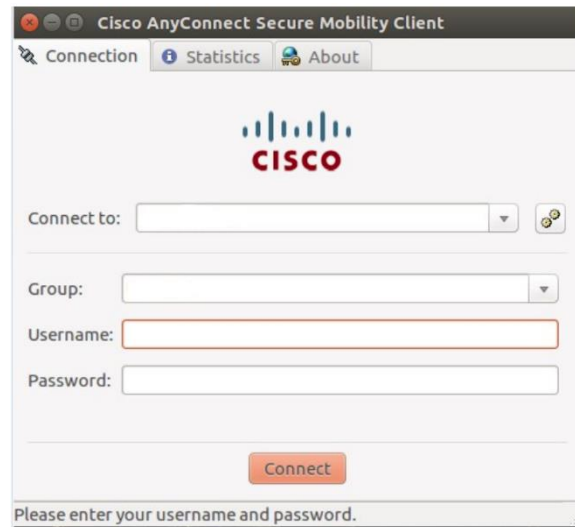 Cisco AnyConnect Secure Mobility Client
Connection Statistics About
CISCO
Connect to:
Group:
Username:
Password:
Connect
Please enter your username and password.